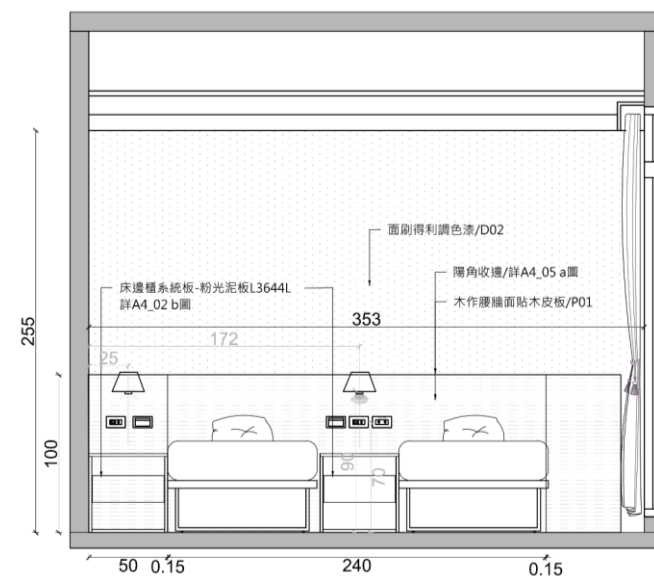 面刷得利調色漆/D02
陽角收邊/詳A4_05 a圖
床邊櫃系統板-粉光泥板L3644L
詳A4_02 b圖
木作腰牆面貼木皮板/P01
353
255
172
25
100
90
70
50
0.15
240
0.15